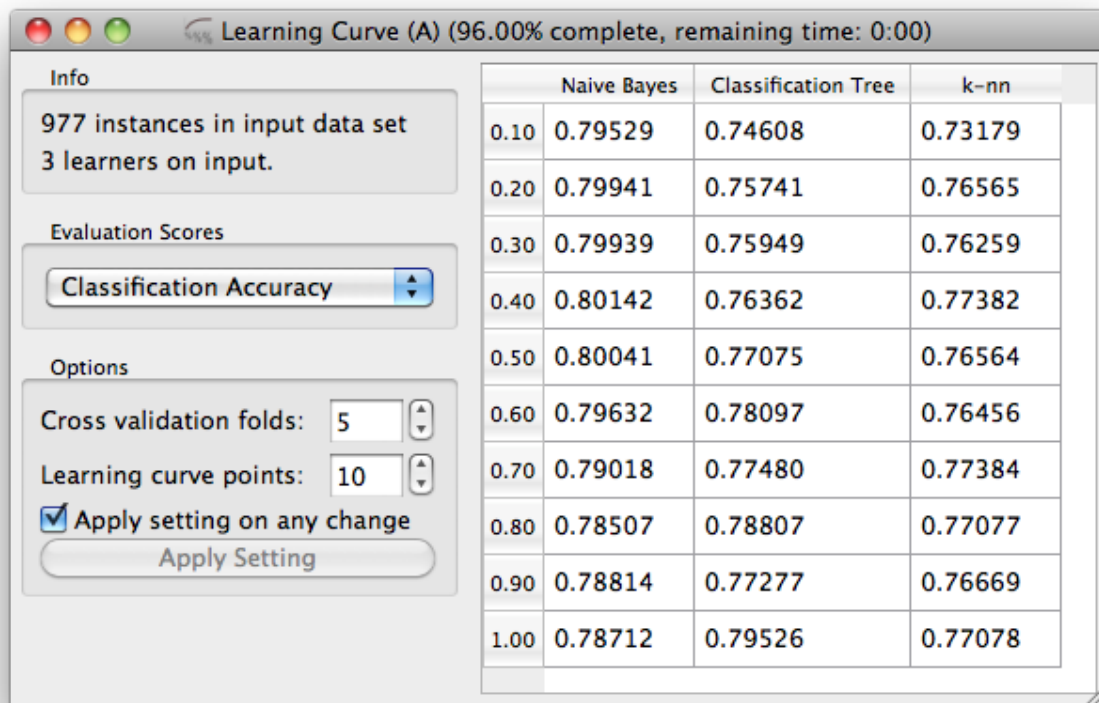 Learning Curve (A) (96.00% complete, remaining time: 0:00)
Info
977 instances in input data set
3 learners on input.
Evaluation Scores
Classification Accuracy
Options
Cross validation folds: 5
Learning curve points: 10
Apply setting on any change
Apply Setting
Naive Bayes Classification Tree k-nn
0.10 0.79529 0.74608 0.73179
0.20 0.79941 0.75741 0.76565
0.30 0.79939 0.75949 0.76259
0.40 0.80142 0.76362 0.77382
0.50 0.80041 0.77075 0.76564
0.60 0.79632 0.78097 0.76456
0.70 0.79018 0.77480 0.77384
0.80 0.78507 0.78807 0.77077
0.90 0.78814 0.77277 0.76669
1.00 0.78712 0.79526 0.77078